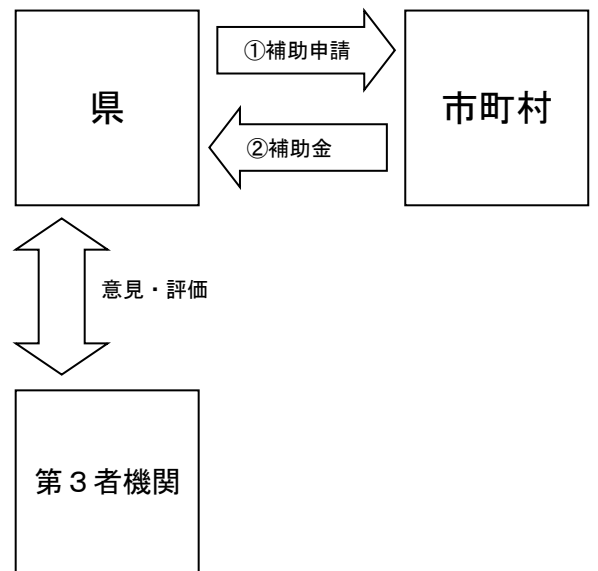 ①補助申請
県
市町村
②補助金
意見・評価
第３者機関